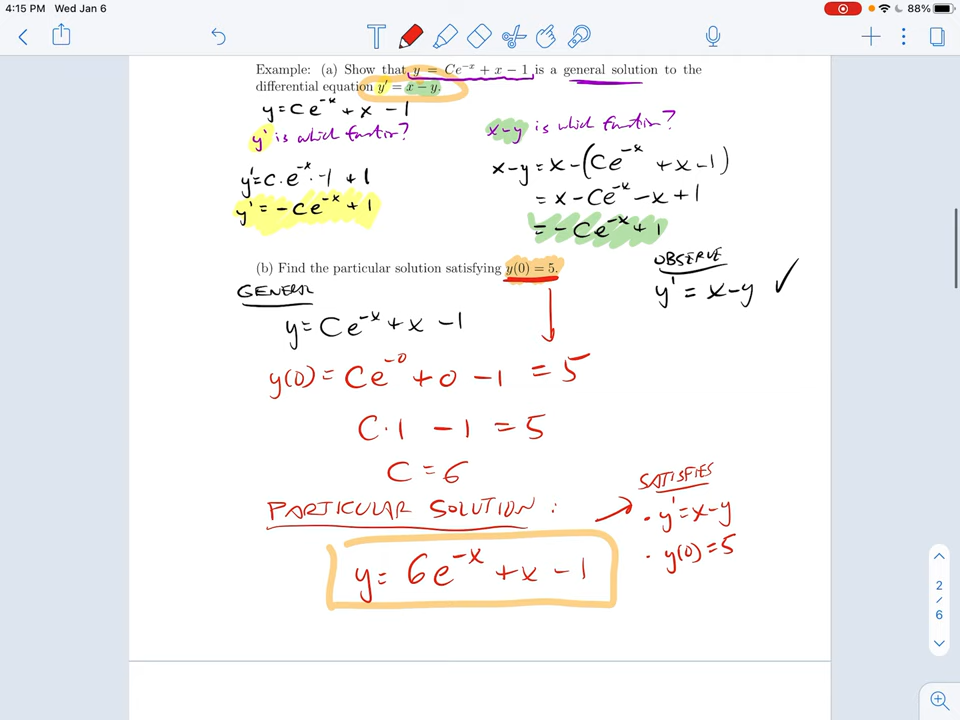 4:15 PM Wed Jan 6
88%
Example: (a) Show that y = Ce^{-x} + x − 1 is a general solution to the
differential equation y' = x − y.
y = Ce^{-x} + x − 1
y' is which function?
y' = C·e^{-x}·−1 + 1
y' = −Ce^{-x} + 1
x−y is which function?
x−y = x − (Ce^{-x} + x − 1)
= x − Ce^{-x} − x + 1
= −Ce^{-x} + 1
OBSERVE
y' = x−y ✓
(b) Find the particular solution satisfying y(0) = 5.
GENERAL
y = Ce^{-x} + x − 1
y(0) = Ce^{-0} + 0 − 1 = 5
C·1 − 1 = 5
C = 6
PARTICULAR SOLUTION :
y = 6e^{-x} + x − 1
SATISFIES
· y' = x−y
· y(0) = 5
2
/
6